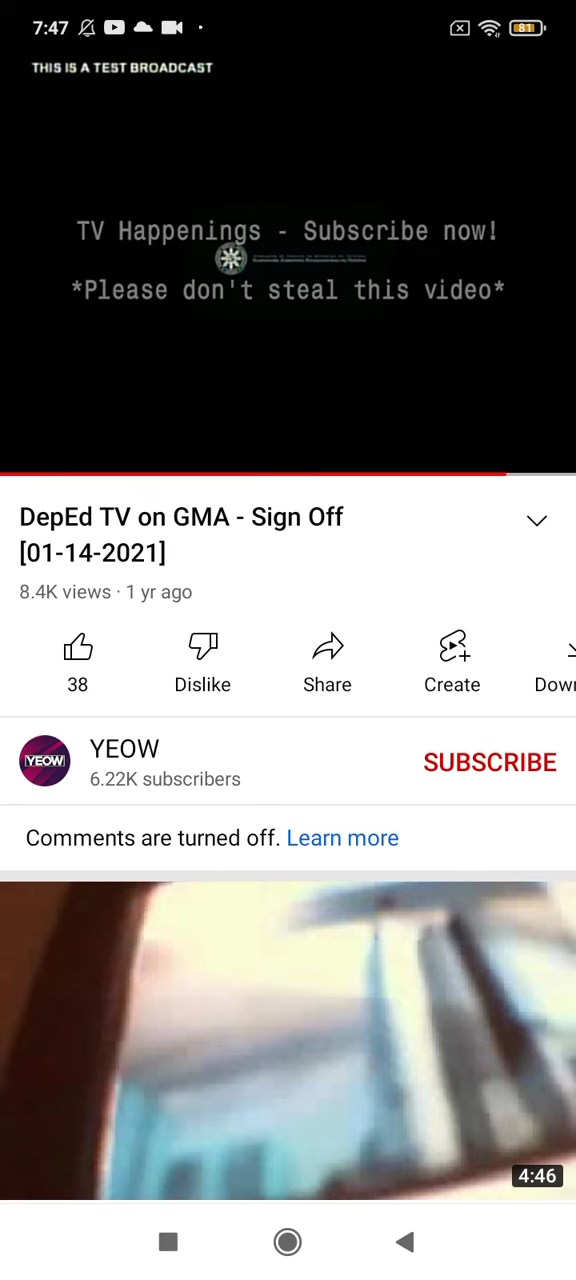 7:47
81
THIS IS A TEST BROADCAST
TV Happenings - Subscribe now!
*Please don't steal this video*
DepEd TV on GMA - Sign Off
[01-14-2021]
8.4K views · 1 yr ago
38 Dislike Share Create Down
YEOW
YEOW
6.22K subscribers
SUBSCRIBE
Comments are turned off. Learn more
4:46